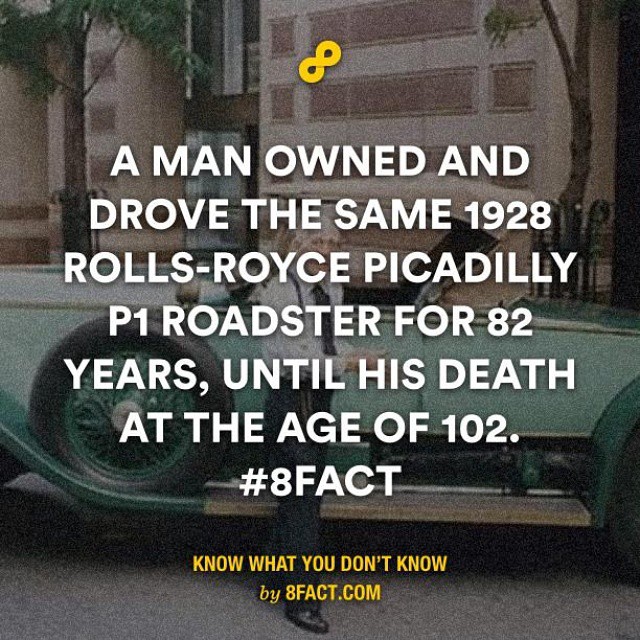 A MAN OWNED AND
DROVE THE SAME 1928
ROLLS-ROYCE PICADILLY
P1 ROADSTER FOR 82
YEARS, UNTIL HIS DEATH
AT THE AGE OF 102.
#8FACT
KNOW WHAT YOU DON'T KNOW
by 8FACT.COM